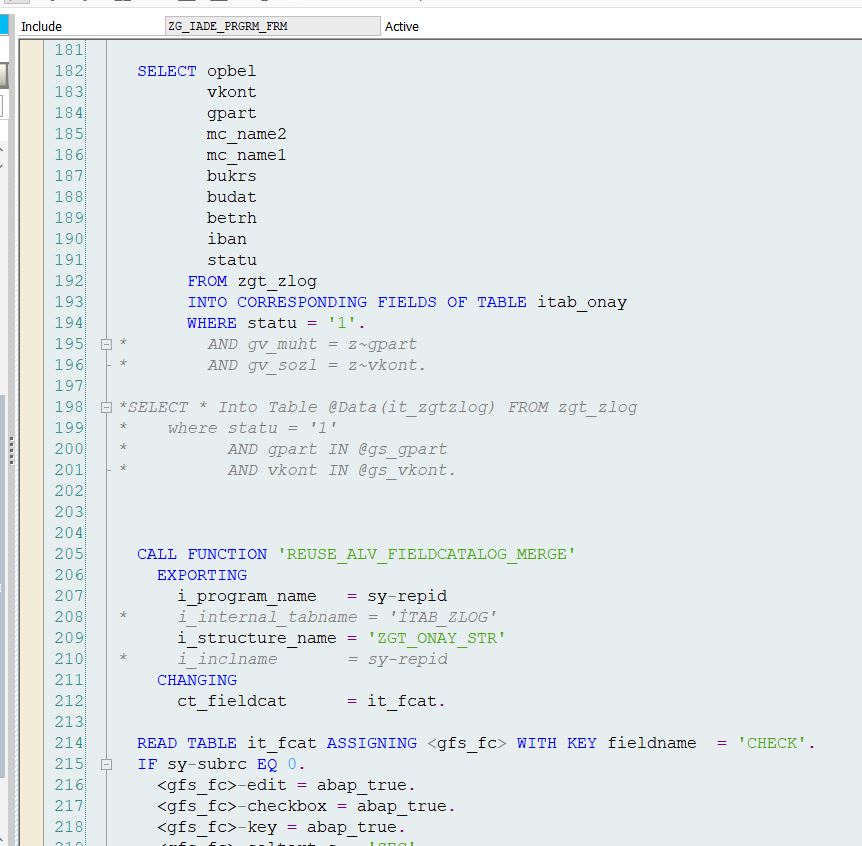 Include ZG_IADE_PRGRM_FRM Active
181
182 SELECT opbel
183 vkont
184 gpart
185 mc_name2
186 mc_name1
187 bukrs
188 budat
189 betrh
190 iban
191 statu
192 FROM zgt_zlog
193 INTO CORRESPONDING FIELDS OF TABLE itab_onay
194 WHERE statu = '1'.
195 * AND gv_muht = z~gpart
196 * AND gv_sozl = z~vkont.
197
198 *SELECT * Into Table @Data(it_zgtzlog) FROM zgt_zlog
199 * where statu = '1'
200 * AND gpart IN @gs_gpart
201 * AND vkont IN @gs_vkont.
202
203
204
205 CALL FUNCTION 'REUSE_ALV_FIELDCATALOG_MERGE'
206 EXPORTING
207 i_program_name = sy-repid
208 * i_internal_tabname = 'İTAB_ZLOG'
209 i_structure_name = 'ZGT_ONAY_STR'
210 * i_inclname = sy-repid
211 CHANGING
212 ct_fieldcat = it_fcat.
213
214 READ TABLE it_fcat ASSIGNING <gfs_fc> WITH KEY fieldname = 'CHECK'.
215 IF sy-subrc EQ 0.
216 <gfs_fc>-edit = abap_true.
217 <gfs_fc>-checkbox = abap_true.
218 <gfs_fc>-key = abap_true.